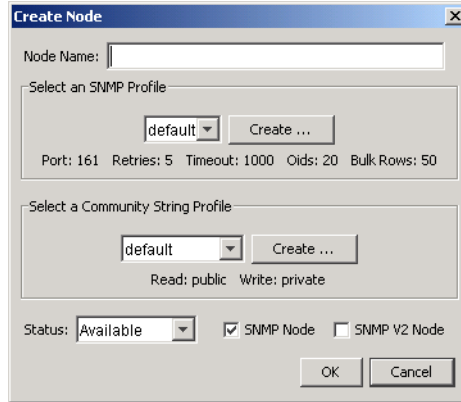 Create Node
Node Name:
Select an SNMP Profile
default Create ...
Port: 161 Retries: 5 Timeout: 1000 Oids: 20 Bulk Rows: 50
Select a Community String Profile
default Create ...
Read: public Write: private
Status: Available SNMP Node SNMP V2 Node
OK Cancel